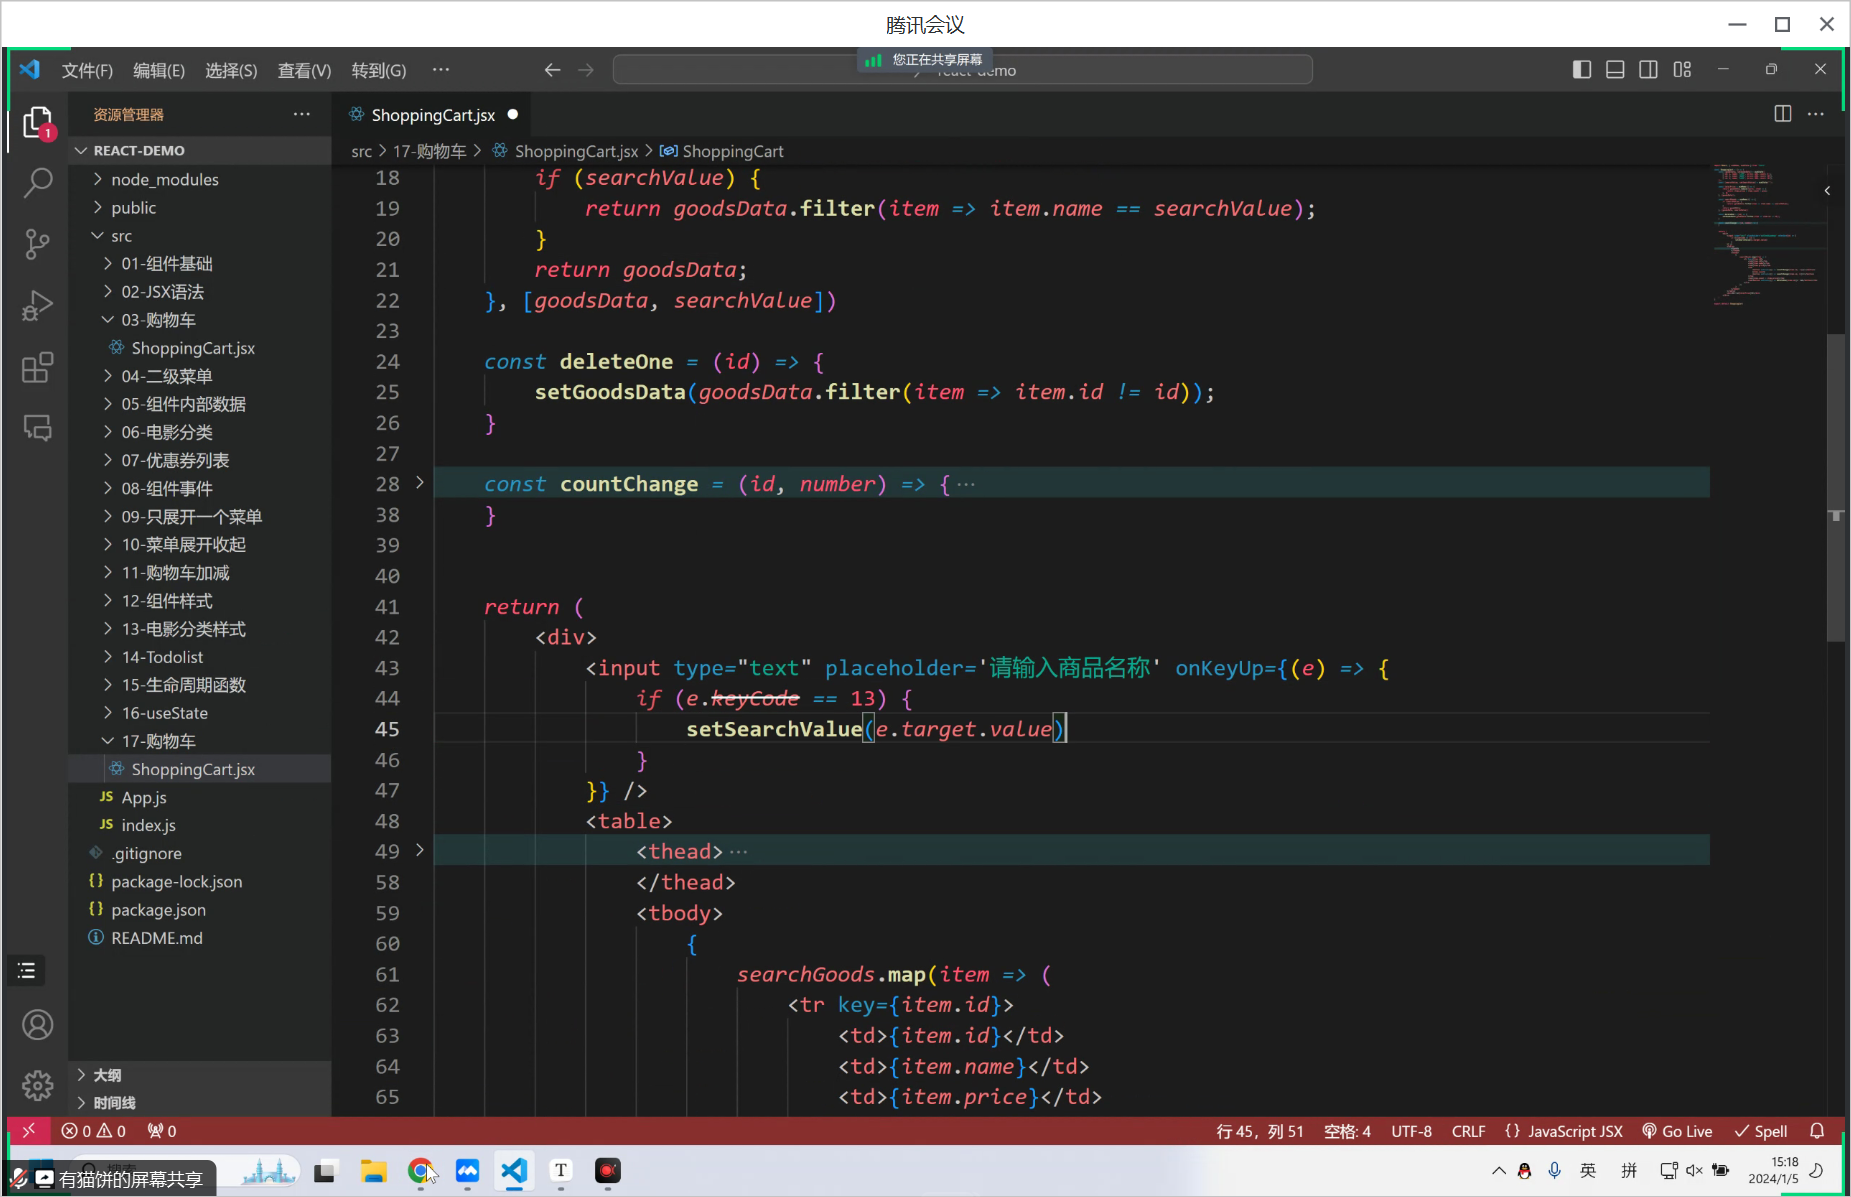 腾讯会议
文件(F) 编辑(E) 选择(S) 查看(V) 转到(G) ···
您正在共享屏幕
react-demo
资源管理器
ShoppingCart.jsx
REACT-DEMO
src > 17-购物车 > ShoppingCart.jsx > ShoppingCart
1
node_modules
public
src
01-组件基础
02-JSX语法
03-购物车
ShoppingCart.jsx
04-二级菜单
05-组件内部数据
06-电影分类
07-优惠券列表
08-组件事件
09-只展开一个菜单
10-菜单展开收起
11-购物车加减
12-组件样式
13-电影分类样式
14-Todolist
15-生命周期函数
16-useState
17-购物车
ShoppingCart.jsx
JS App.js
JS index.js
.gitignore
{} package-lock.json
{} package.json
README.md
大纲
时间线
18 if (searchValue) {
19 return goodsData.filter(item => item.name == searchValue);
20 }
21 return goodsData;
22 }, [goodsData, searchValue])
23
24 const deleteOne = (id) => {
25 setGoodsData(goodsData.filter(item => item.id != id));
26 }
27
28 const countChange = (id, number) => {···
38 }
39
40
41 return (
42 <div>
43 <input type="text" placeholder='请输入商品名称' onKeyUp={(e) => {
44 if (e.keyCode == 13) {
45 setSearchValue(e.target.value)
46 }
47 }} />
48 <table>
49 <thead>···
58 </thead>
59 <tbody>
60 {
61 searchGoods.map(item => (
62 <tr key={item.id}>
63 <td>{item.id}</td>
64 <td>{item.name}</td>
65 <td>{item.price}</td>
0 0 0 行 45，列 51 空格: 4 UTF-8 CRLF {} JavaScript JSX Go Live Spell
有猫饼的屏幕共享
T
英 拼
15:18
2024/1/5